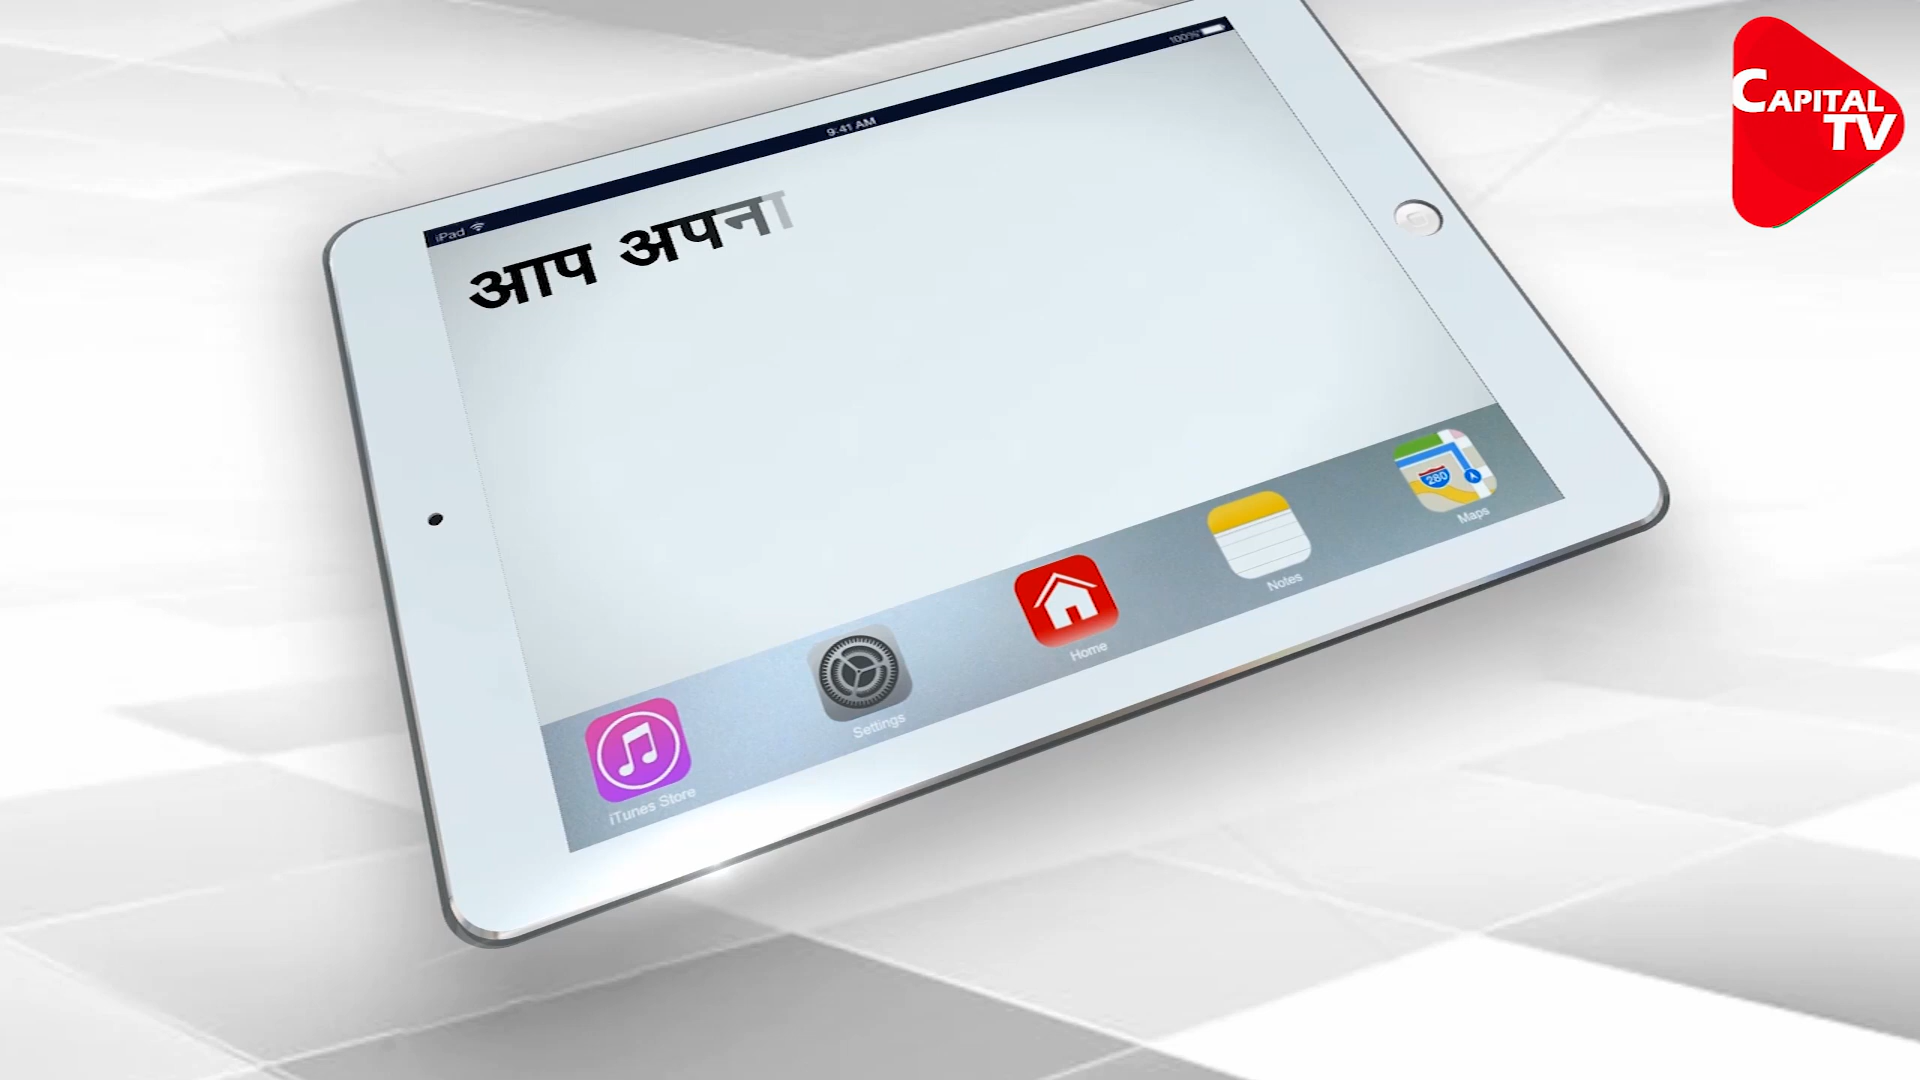 CAPITAL
TV
iPad
9:41 AM
100%
आप अपना
iTunes Store
Settings
Home
Notes
280
Maps